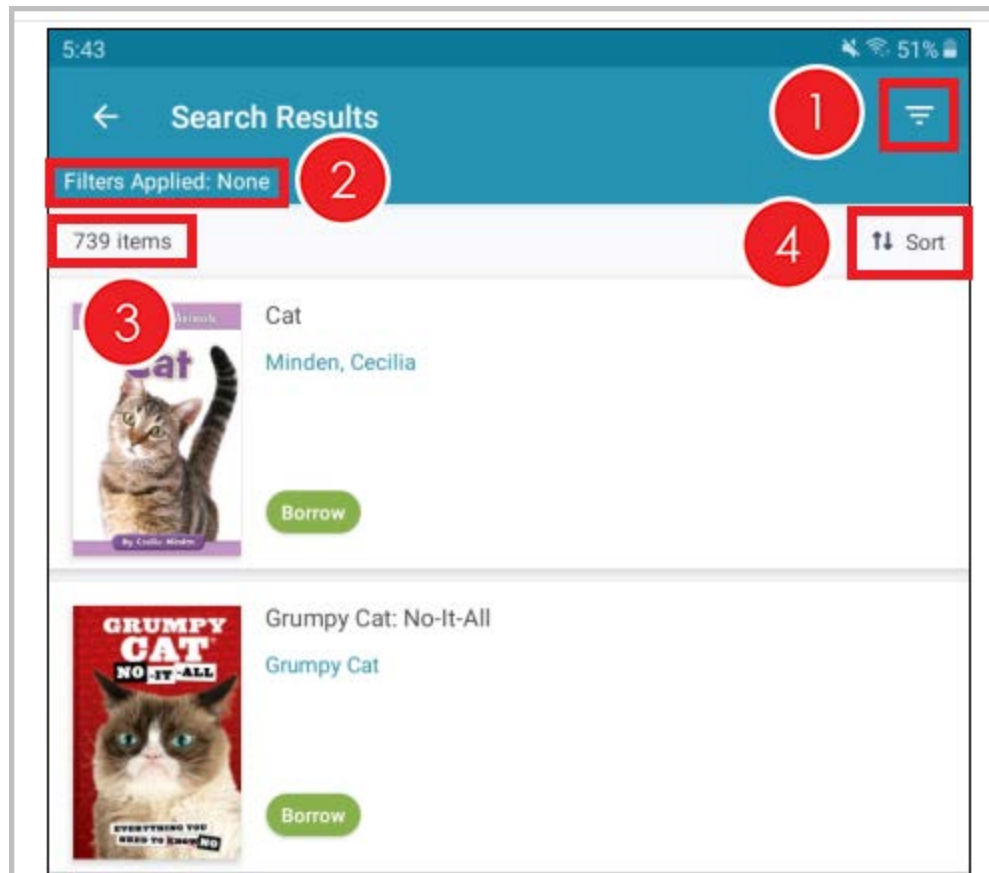 5:43 51%
Search Results
1
Filters Applied: None
2
739 items
4
Sort
3
Animals
Cat
Minden, Cecilia
Cat
Borrow
By Cecilia Minden
GRUMPY
CAT
NO-IT-ALL
Grumpy Cat: No-It-All
Grumpy Cat
EVERYTHING YOU
NEED TO KNOW NO
Borrow